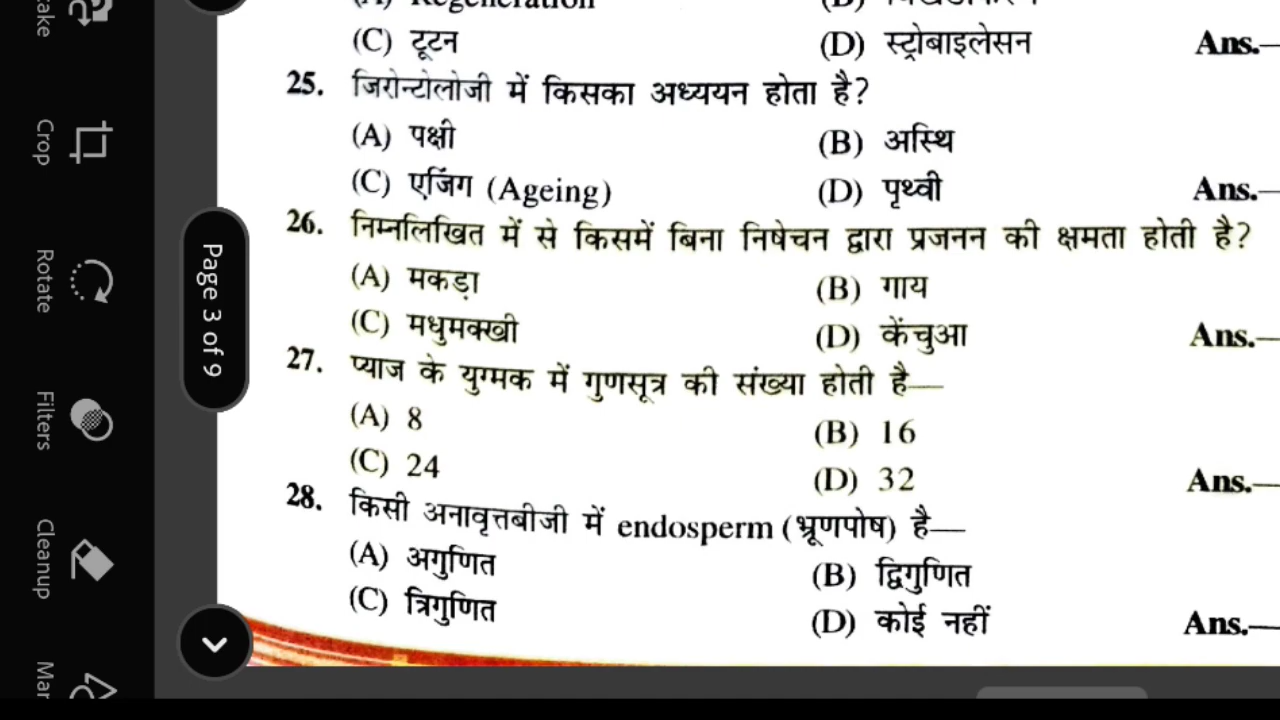 (A) Regeneration
(C) टूटन (D) स्ट्रोबाइलेसन Ans.—
25. जिरोन्टोलोजी में किसका अध्ययन होता है?
(A) पक्षी (B) अस्थि
(C) एजिंग (Ageing) (D) पृथ्वी Ans.—
26. निम्नलिखित में से किसमें बिना निषेचन द्वारा प्रजनन की क्षमता होती है?
(A) मकड़ा (B) गाय
(C) मधुमक्खी (D) केंचुआ Ans.—
27. प्याज के युग्मक में गुणसूत्र की संख्या होती है—
(A) 8 (B) 16
(C) 24 (D) 32 Ans.—
28. किसी अनावृत्तबीजी में endosperm (भ्रूणपोष) है—
(A) अगुणित (B) द्विगुणित
(C) त्रिगुणित (D) कोई नहीं Ans.—
Crop
Rotate
Filters
Cleanup
Page 3 of 9